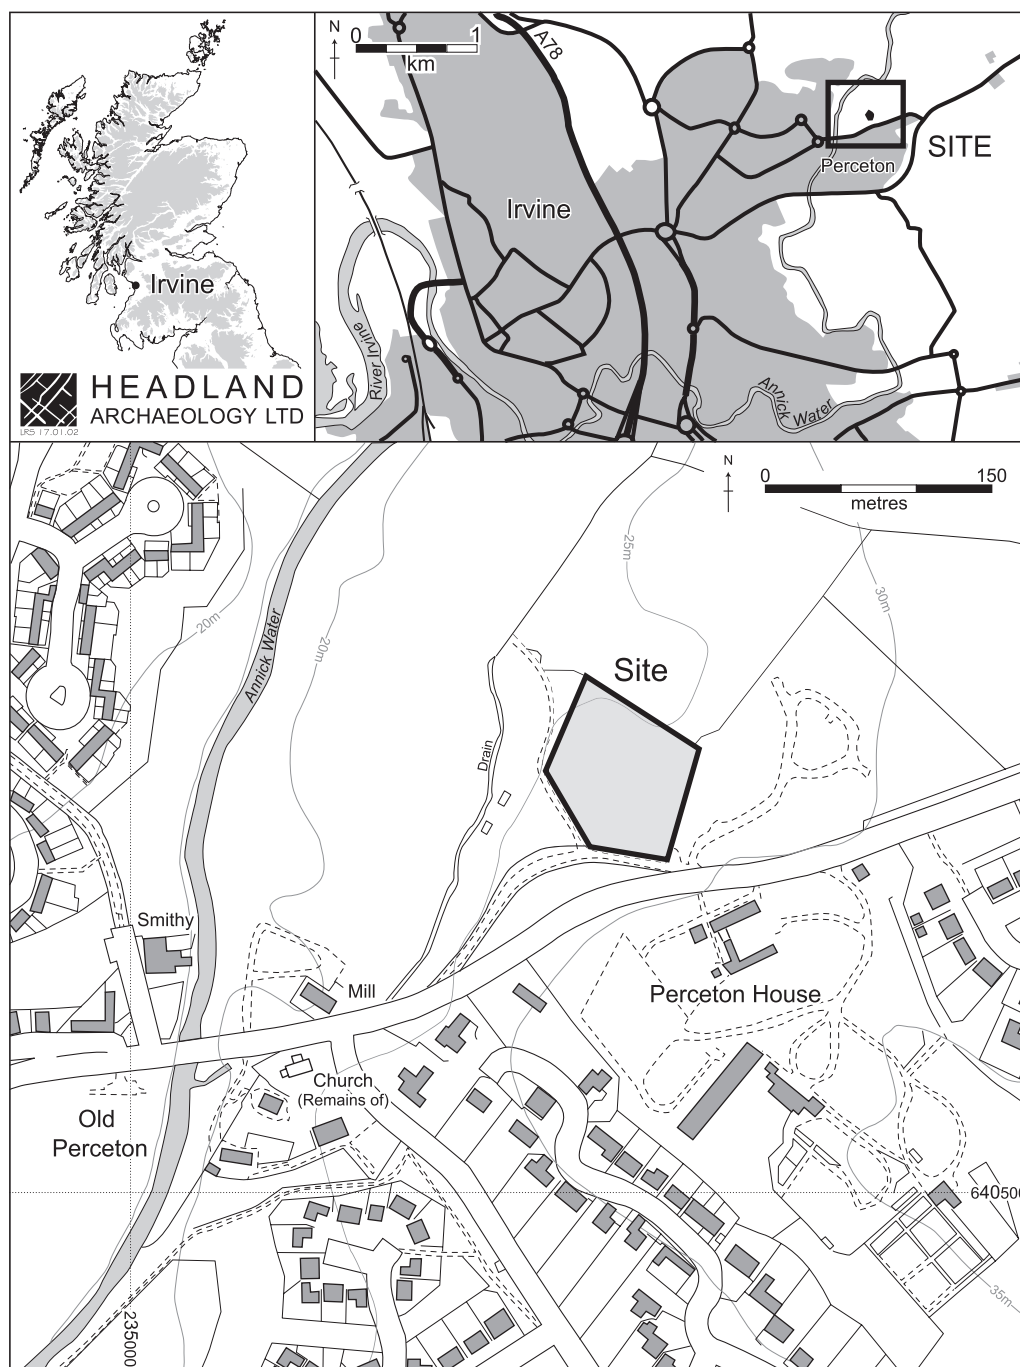 Irvine
HEADLAND
ARCHAEOLOGY LTD
LRS 17.01.02
N
0 1
km
A78
SITE
Perceton
Irvine
River Irvine
Annick Water
N
0 150
metres
25m
30m
20m
20m
Annick Water
Site
Drain
Smithy
Mill
Perceton House
Church
(Remains of)
Old
Perceton
640500
35m
235000